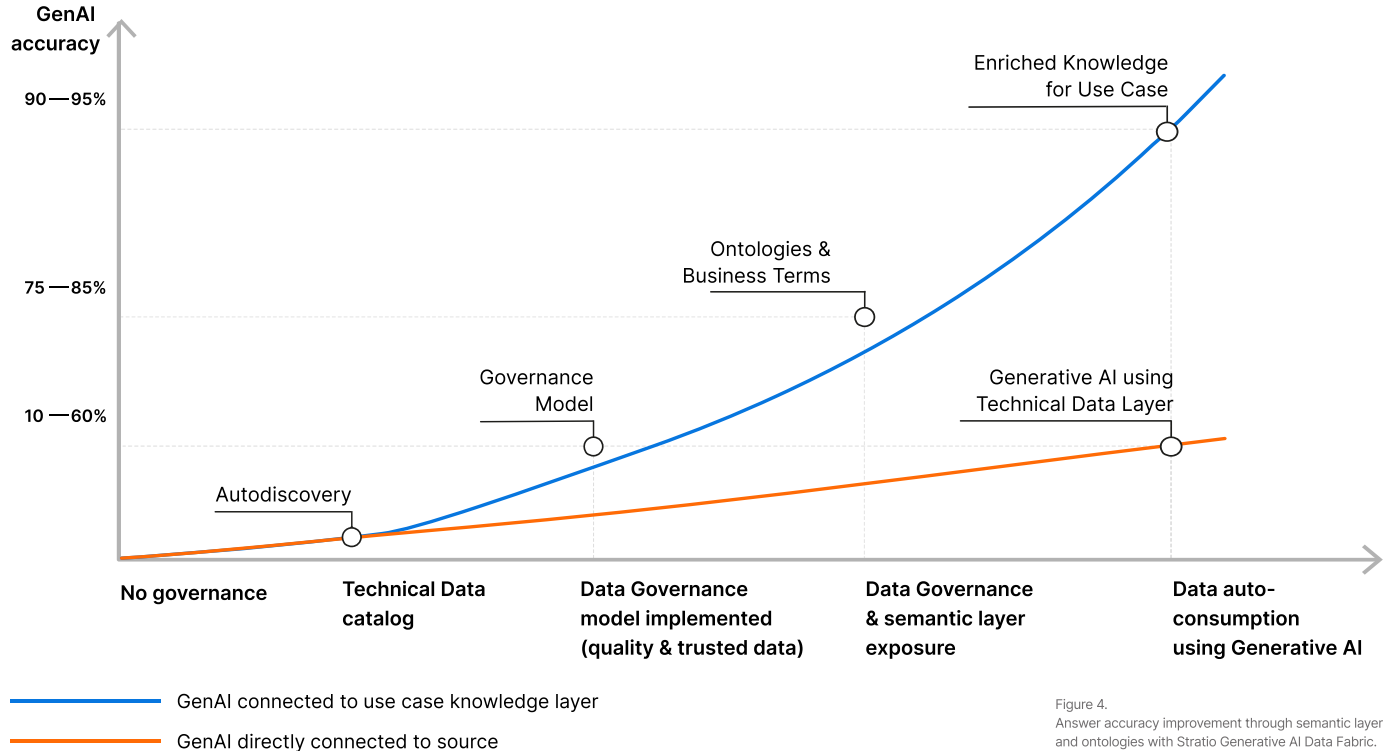 GenAI
accuracy
90—95%
Enriched Knowledge
for Use Case
75—85%
Ontologies &
Business Terms
10—60%
Governance
Model
Generative AI using
Technical Data Layer
Autodiscovery
No governance
Technical Data
catalog
Data Governance
model implemented
(quality & trusted data)
Data Governance
& semantic layer
exposure
Data auto-
consumption
using Generative AI
GenAI connected to use case knowledge layer
GenAI directly connected to source
Figure 4.
Answer accuracy improvement through semantic layer
and ontologies with Stratio Generative AI Data Fabric.